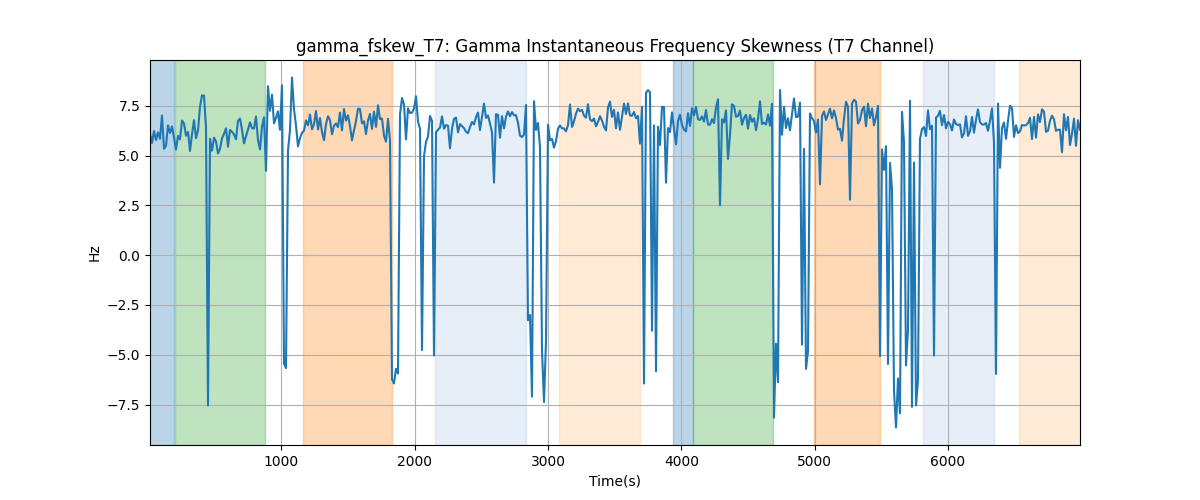 gamma_fskew_T7: Gamma Instantaneous Frequency Skewness (T7 Channel)
7.5
5.0
2.5
0.0
−2.5
−5.0
−7.5
Hz
1000 2000 3000 4000 5000 6000
Time(s)